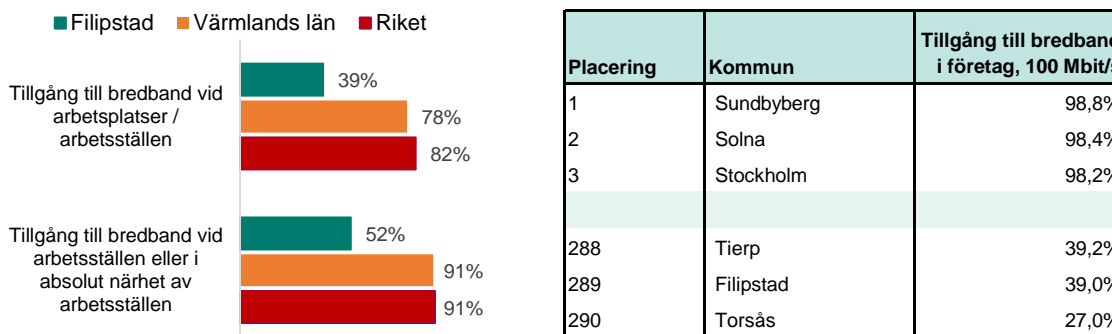 Filipstad Värmlands län Riket
Tillgång till bredband vid
arbetsplatser /
arbetsställen
39%
78%
82%
Tillgång till bredband vid
arbetsställen eller i
absolut närhet av
arbetsställen
52%
91%
91%
Tillgång till bredband
Placering Kommun i företag, 100 Mbit/s
1 Sundbyberg 98,8%
2 Solna 98,4%
3 Stockholm 98,2%
288 Tierp 39,2%
289 Filipstad 39,0%
290 Torsås 27,0%